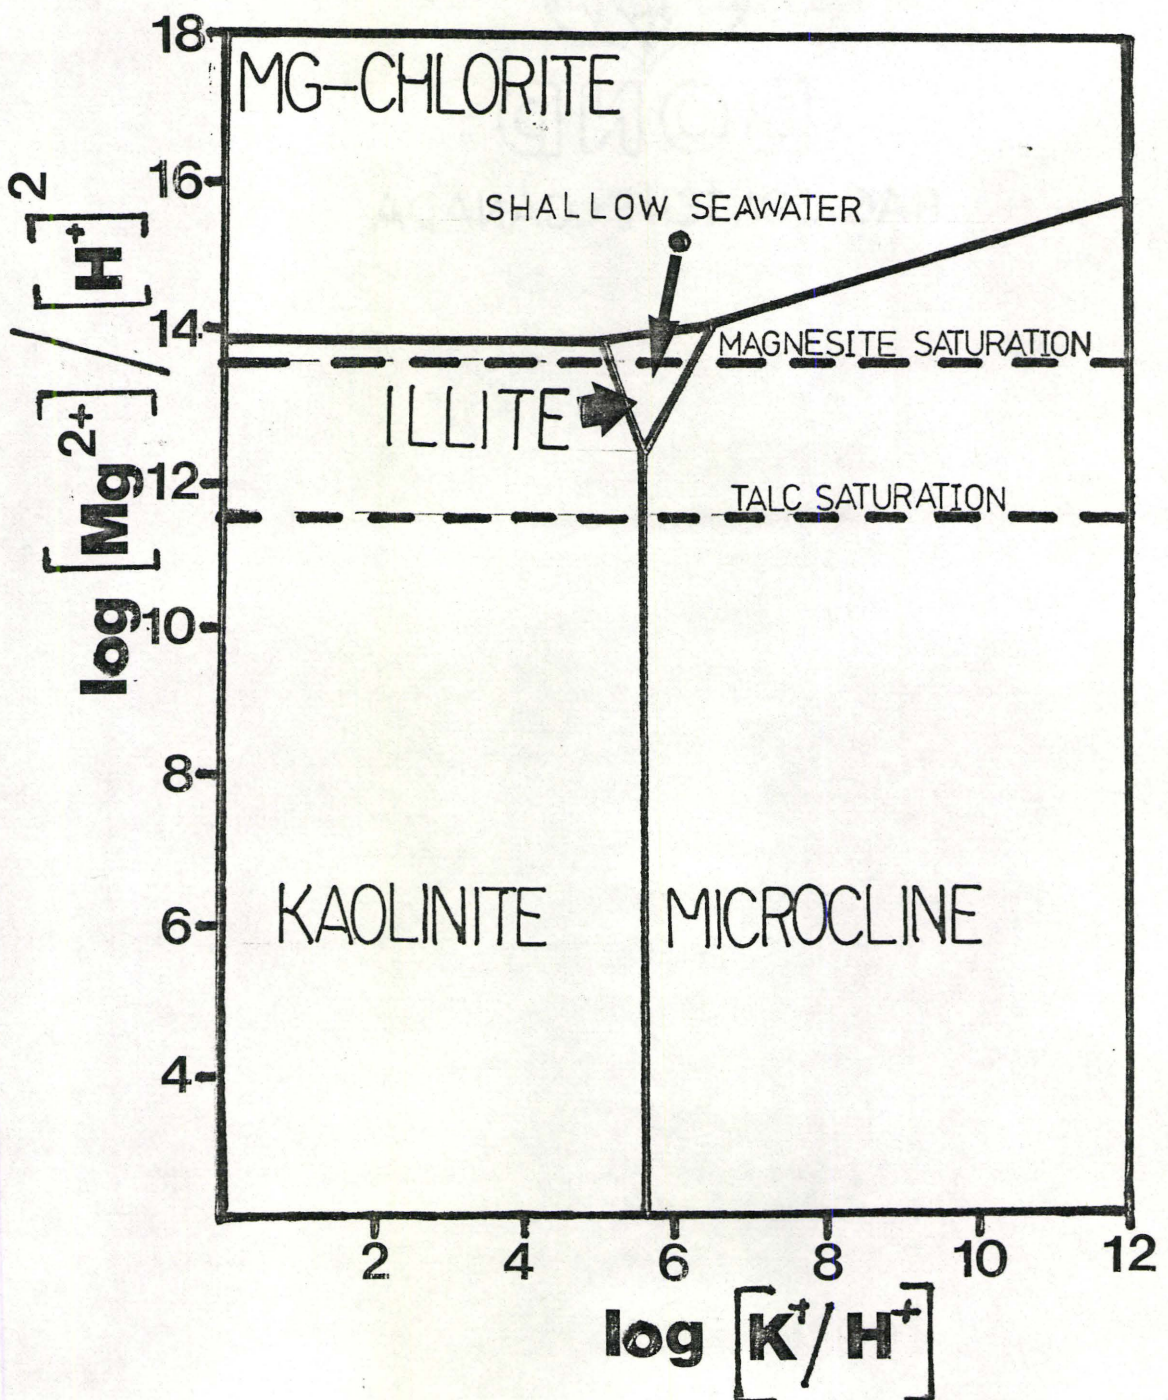 18
MG-CHLORITE
16
SHALLOW SEAWATER
14
MAGNESITE SATURATION
ILLITE
12
TALC SATURATION
10
8
KAOLINITE
MICROCLINE
6
4
2 4 6 8 10 12
log [K⁺/H⁺]
log [Mg²⁺]/[H⁺]²